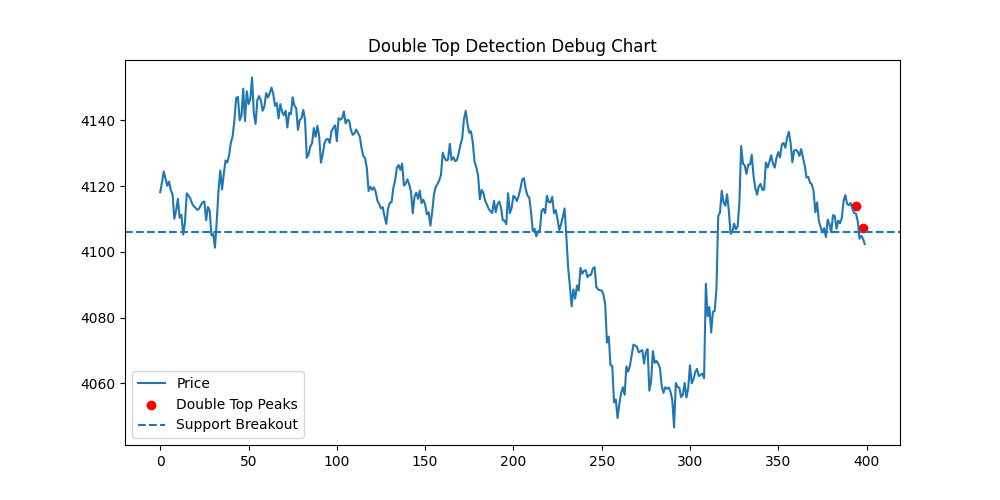 Double Top Detection Debug Chart
4140
4120
4100
4080
4060
Price
Double Top Peaks
Support Breakout
0 50 100 150 200 250 300 350 400